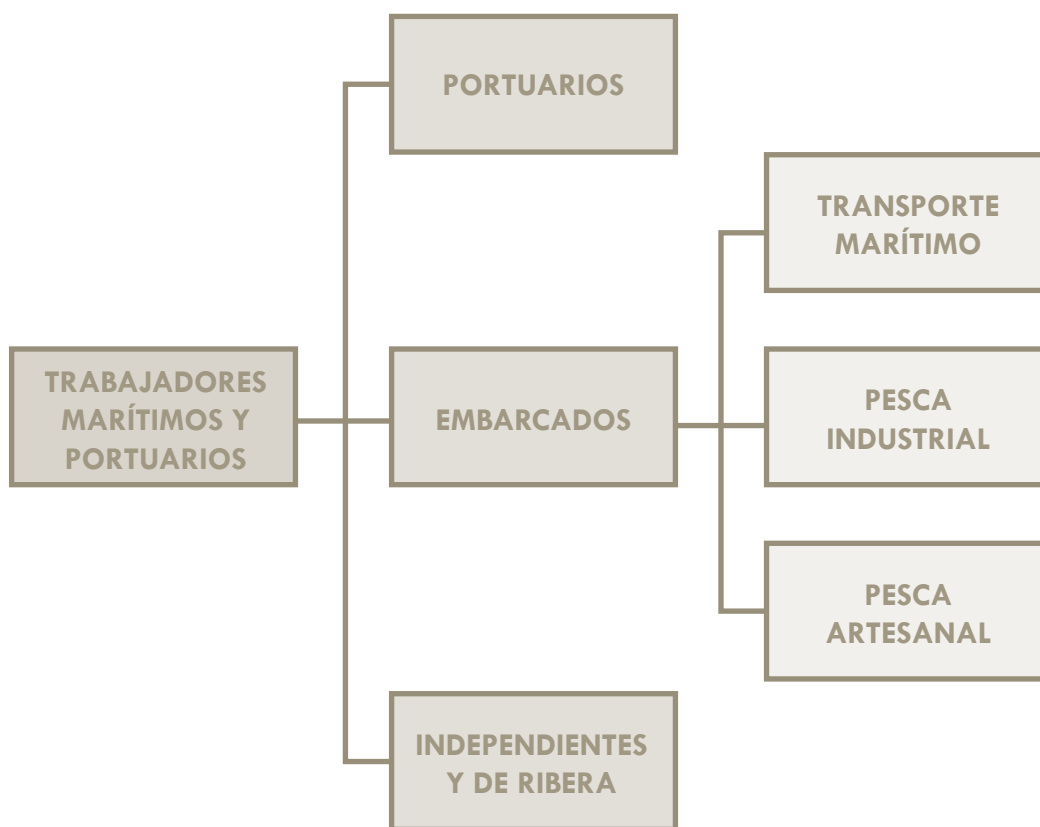 PORTUARIOS
TRANSPORTE
MARÍTIMO
TRABAJADORES
MARÍTIMOS Y
PORTUARIOS
EMBARCADOS
PESCA
INDUSTRIAL
PESCA
ARTESANAL
INDEPENDIENTES
Y DE RIBERA